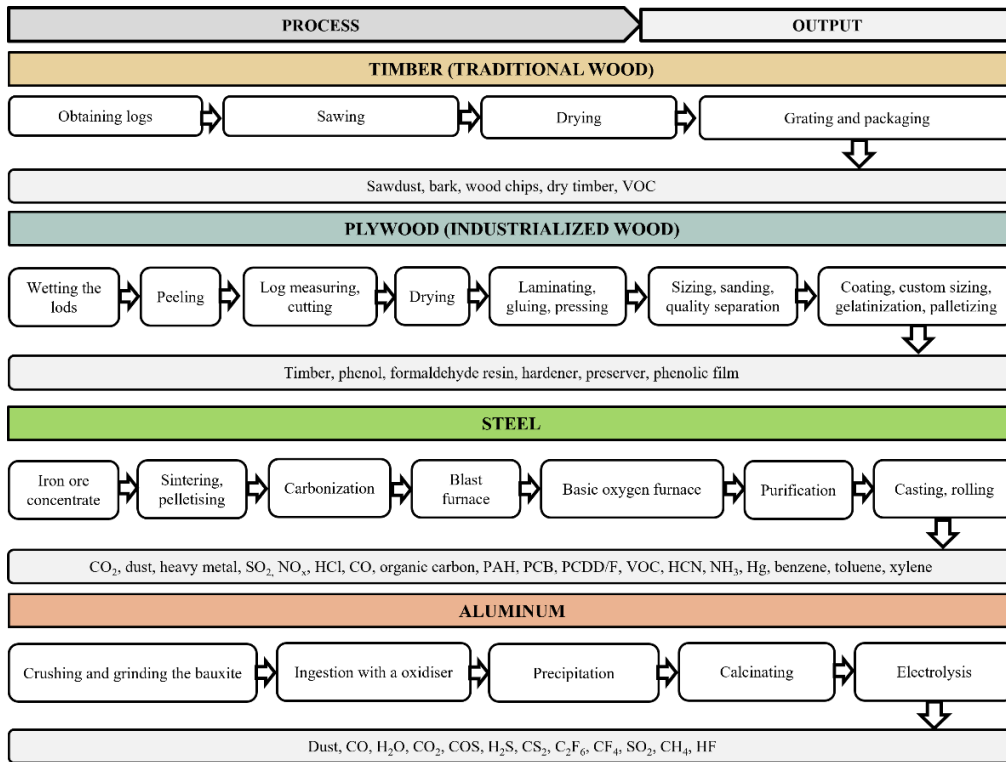 PROCESS
OUTPUT
TIMBER (TRADITIONAL WOOD)
Obtaining logs
Sawing
Drying
Grating and packaging
Sawdust, bark, wood chips, dry timber, VOC
PLYWOOD (INDUSTRIALIZED WOOD)
Wetting the
lods
Peeling
Log measuring,
cutting
Drying
Laminating,
gluing, pressing
Sizing, sanding,
quality separation
Coating, custom sizing,
gelatinization, palletizing
Timber, phenol, formaldehyde resin, hardener, preserver, phenolic film
STEEL
Iron ore
concentrate
Sintering,
pelletising
Carbonization
Blast
furnace
Basic oxygen furnace
Purification
Casting, rolling
CO₂, dust, heavy metal, SO₂, NOₓ, HCl, CO, organic carbon, PAH, PCB, PCDD/F, VOC, HCN, NH₃, Hg, benzene, toluene, xylene
ALUMINUM
Crushing and grinding the bauxite
Ingestion with a oxidiser
Precipitation
Calcinating
Electrolysis
Dust, CO, H₂O, CO₂, COS, H₂S, CS₂, C₂F₆, CF₄, SO₂, CH₄, HF